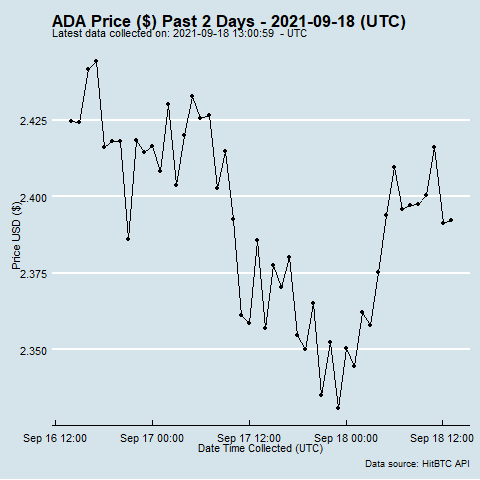 ADA Price ($) Past 2 Days - 2021-09-18 (UTC)
Latest data collected on: 2021-09-18 13:00:59  - UTC
2.425
2.400
2.375
2.350
Price USD ($)
Sep 16 12:00 Sep 17 00:00 Sep 17 12:00 Sep 18 00:00 Sep 18 12:00
Date Time Collected (UTC)
Data source: HitBTC API